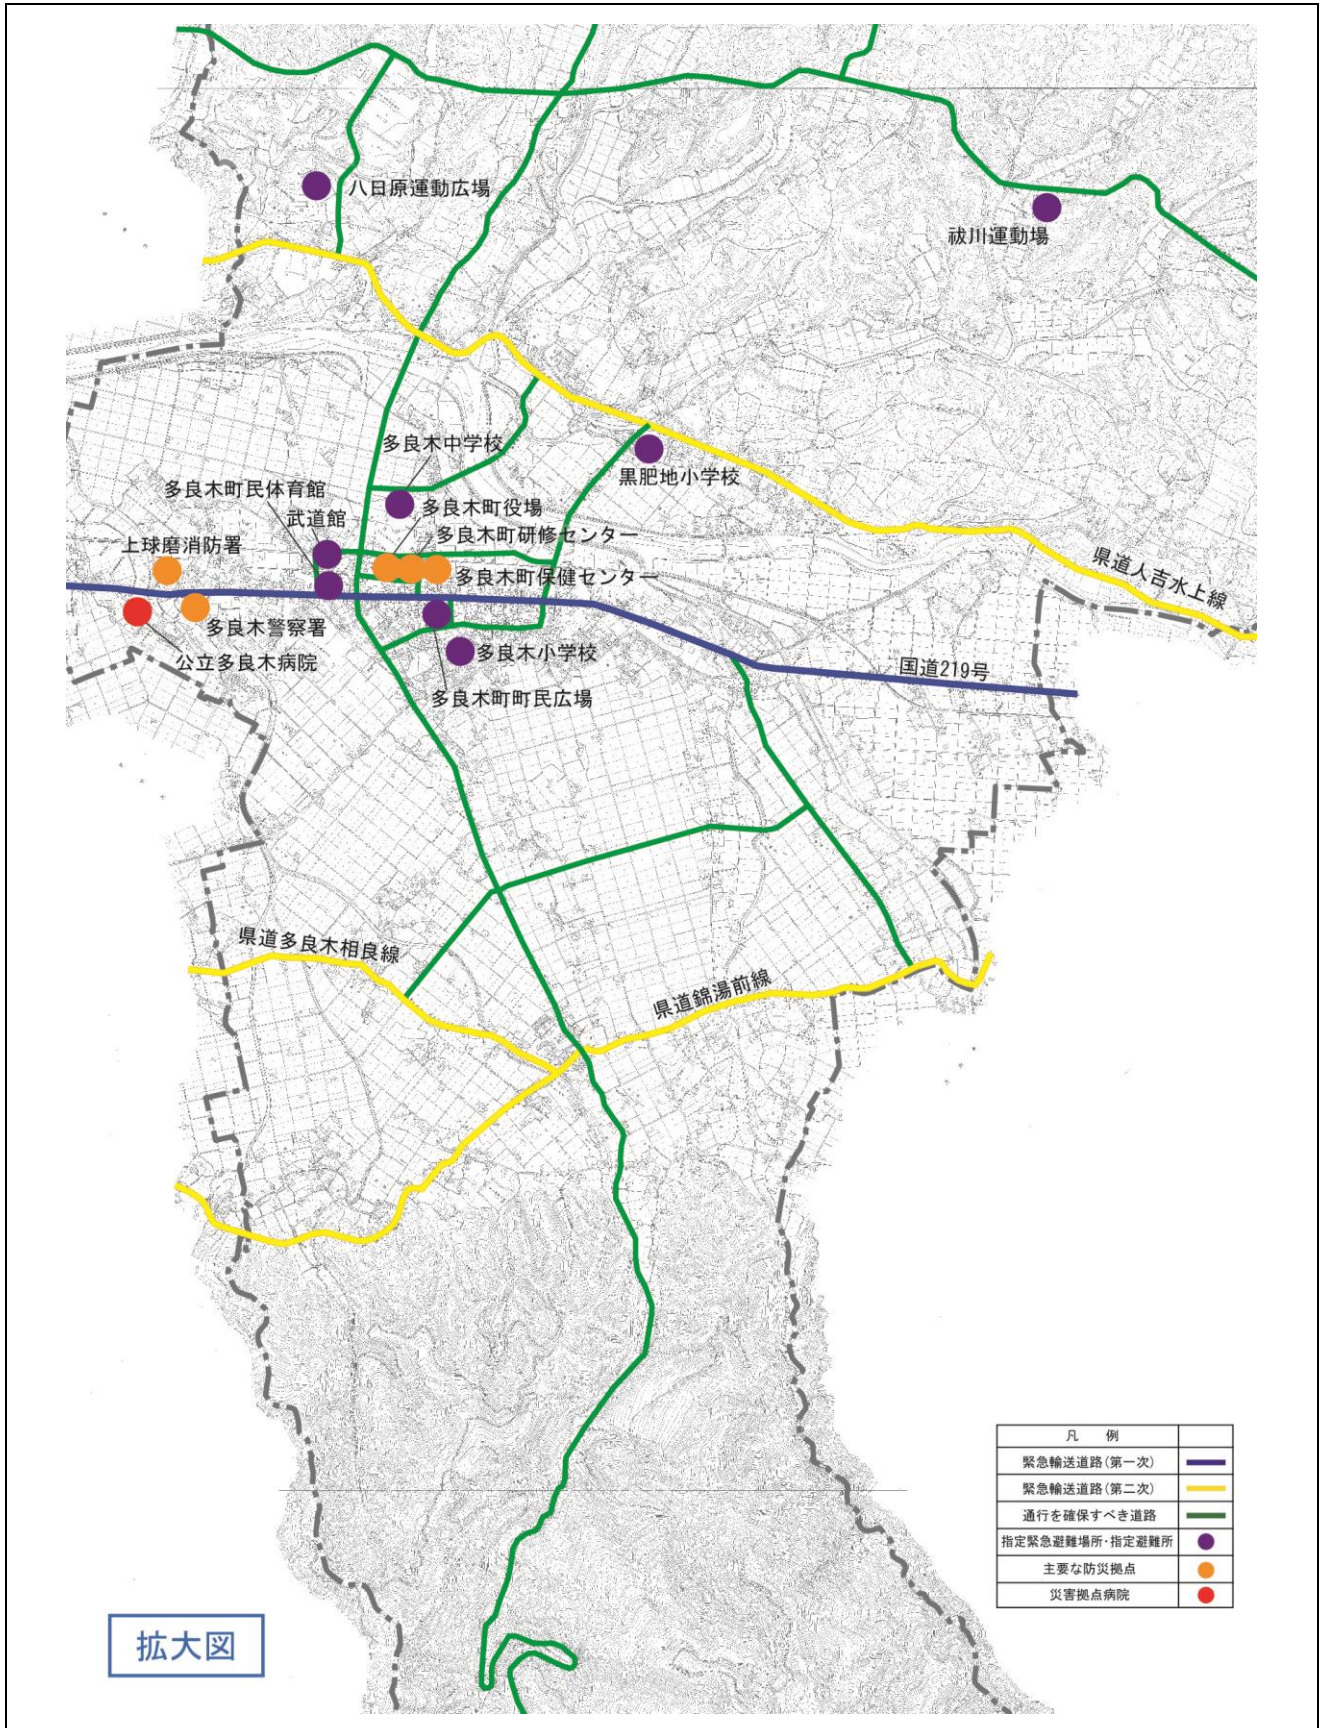 八日原運動広場
祓川運動場
多良木中学校
黒肥地小学校
多良木町民体育館
多良木町役場
武道館
多良木町研修センター
上球磨消防署
多良木町保健センター
県道人吉水上線
多良木警察署
公立多良木病院
多良木小学校
国道219号
多良木町町民広場
県道多良木相良線
県道錦湯前線
凡 例
緊急輸送道路(第一次)
緊急輸送道路(第二次)
通行を確保すべき道路
指定緊急避難場所・指定避難所
主要な防災拠点
災害拠点病院
拡大図